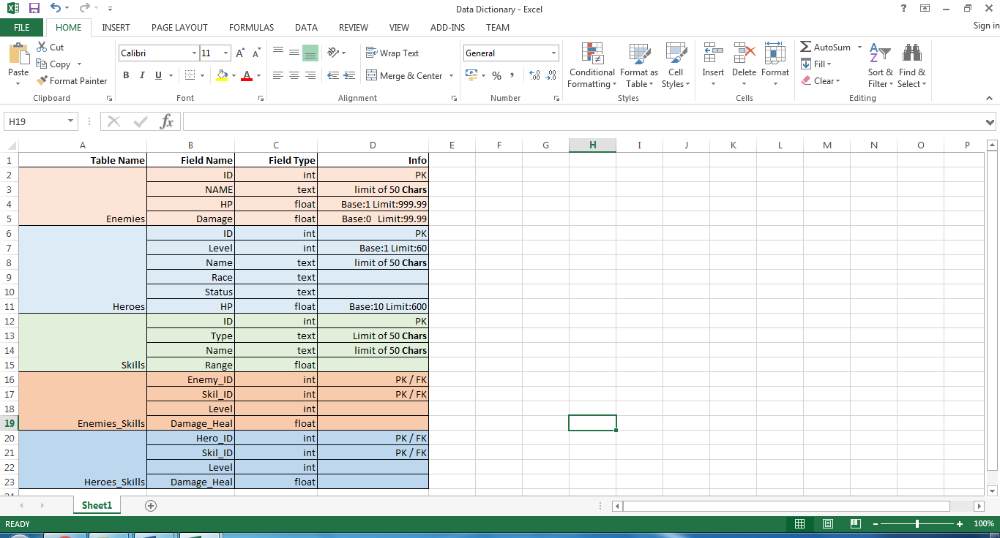 Data Dictionary - Excel
?
Sign in
FILE HOME INSERT PAGE LAYOUT FORMULAS DATA REVIEW VIEW ADD-INS TEAM
Paste
Cut
Copy
Format Painter
Clipboard
Calibri 11
B I U
Font
Wrap Text
Merge & Center
Alignment
General
%
Number
Conditional Formatting
Format as Table
Cell Styles
Styles
Insert
Delete
Format
Cells
AutoSum
Fill
Clear
Sort & Filter
Find & Select
Editing
H19 fx
A B C D E F G H I J K L M N O P
1 Table Name Field Name Field Type Info
2 ID int PK
3 NAME text limit of 50 Chars
4 HP float Base:1 Limit:999.99
5 Enemies Damage float Base:0 Limit:99.99
6 ID int PK
7 Level int Base:1 Limit:60
8 Name text limit of 50 Chars
9 Race text
10 Status text
11 Heroes HP float Base:10 Limit:600
12 ID int PK
13 Type text Limit of 50 Chars
14 Name text limit of 50 Chars
15 Skills Range float
16 Enemy_ID int PK / FK
17 Skil_ID int PK / FK
18 Level int
19 Enemies_Skills Damage_Heal float
20 Hero_ID int PK / FK
21 Skil_ID int PK / FK
22 Level int
23 Heroes_Skills Damage_Heal float
Sheet1
READY
100%